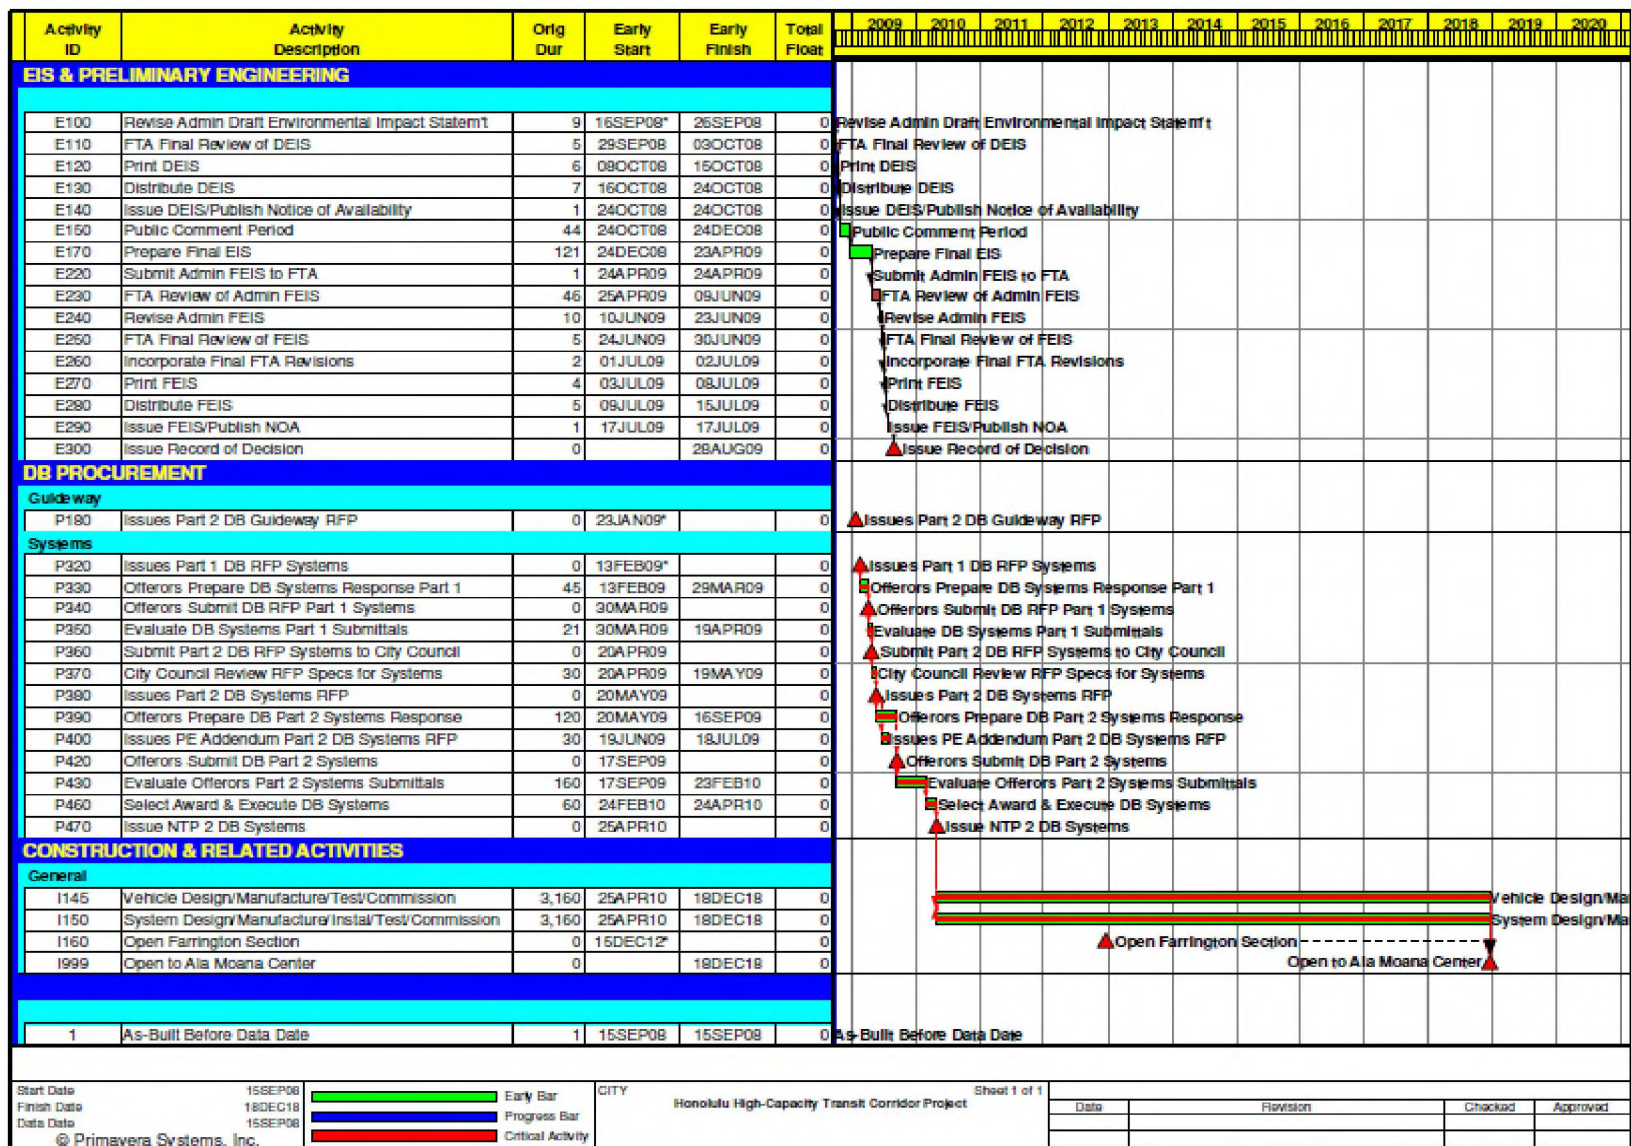 Activity ID Activity Description Orig Dur Early Start Early Finish Total Float 2009 2010 2011 2012 2013 2014 2015 2016 2017 2018 2019 2020
EIS & PRELIMINARY ENGINEERING
E100 Revise Admin Draft Environmental Impact Statem't 9 16SEP08* 26SEP08 0 Revise Admin Draft Environmental Impact Statem't
E110 FTA Final Review of DEIS 5 29SEP08 03OCT08 0 FTA Final Review of DEIS
E120 Print DEIS 6 08OCT08 15OCT08 0 Print DEIS
E130 Distribute DEIS 7 16OCT08 24OCT08 0 Distribute DEIS
E140 Issue DEIS/Publish Notice of Availability 1 24OCT08 24OCT08 0 Issue DEIS/Publish Notice of Availability
E150 Public Comment Period 44 24OCT08 24DEC08 0 Public Comment Period
E170 Prepare Final EIS 121 24DEC08 23APR09 0 Prepare Final EIS
E220 Submit Admin FEIS to FTA 1 24APR09 24APR09 0 Submit Admin FEIS to FTA
E230 FTA Review of Admin FEIS 46 25APR09 09JUN09 0 FTA Review of Admin FEIS
E240 Revise Admin FEIS 10 10JUN09 23JUN09 0 Revise Admin FEIS
E250 FTA Final Review of FEIS 5 24JUN09 30JUN09 0 FTA Final Review of FEIS
E260 Incorporate Final FTA Revisions 2 01JUL09 02JUL09 0 Incorporate Final FTA Revisions
E270 Print FEIS 4 03JUL09 08JUL09 0 Print FEIS
E280 Distribute FEIS 5 09JUL09 15JUL09 0 Distribute FEIS
E290 Issue FEIS/Publish NOA 1 17JUL09 17JUL09 0 Issue FEIS/Publish NOA
E300 Issue Record of Decision 0 28AUG09 0 Issue Record of Decision
DB PROCUREMENT
Guideway
P180 Issues Part 2 DB Guideway RFP 0 23JAN09* 0 Issues Part 2 DB Guideway RFP
Systems
P320 Issues Part 1 DB RFP Systems 0 13FEB09* 0 Issues Part 1 DB RFP Systems
P330 Offerors Prepare DB Systems Response Part 1 45 13FEB09 29MAR09 0 Offerors Prepare DB Systems Response Part 1
P340 Offerors Submit DB RFP Part 1 Systems 0 30MAR09 0 Offerors Submit DB RFP Part 1 Systems
P350 Evaluate DB Systems Part 1 Submittals 21 30MAR09 19APR09 0 Evaluate DB Systems Part 1 Submittals
P360 Submit Part 2 DB RFP Systems to City Council 0 20APR09 0 Submit Part 2 DB RFP Systems to City Council
P370 City Council Review RFP Specs for Systems 30 20APR09 19MAY09 0 City Council Review RFP Specs for Systems
P380 Issues Part 2 DB Systems RFP 0 20MAY09 0 Issues Part 2 DB Systems RFP
P390 Offerors Prepare DB Part 2 Systems Response 120 20MAY09 16SEP09 0 Offerors Prepare DB Part 2 Systems Response
P400 Issues PE Addendum Part 2 DB Systems RFP 30 19JUN09 18JUL09 0 Issues PE Addendum Part 2 DB Systems RFP
P420 Offerors Submit DB Part 2 Systems 0 17SEP09 0 Offerors Submit DB Part 2 Systems
P430 Evaluate Offerors Part 2 Systems Submittals 160 17SEP09 23FEB10 0 Evaluate Offerors Part 2 Systems Submittals
P460 Select Award & Execute DB Systems 60 24FEB10 24APR10 0 Select Award & Execute DB Systems
P470 Issue NTP 2 DB Systems 0 25APR10 0 Issue NTP 2 DB Systems
CONSTRUCTION & RELATED ACTIVITIES
General
I145 Vehicle Design/Manufacture/Test/Commission 3,160 25APR10 18DEC18 0 Vehicle Design/Ma
I150 System Design/Manufacture/Instal/Test/Commission 3,160 25APR10 18DEC18 0 System Design/Ma
I160 Open Farrington Section 0 15DEC12* 0 Open Farrington Section
I999 Open to Ala Moana Center 0 18DEC18 0 Open to Ala Moana Center
1 As-Built Before Data Date 1 15SEP08 15SEP08 0 As-Built Before Data Date
Start Date 15SEP08
Finish Date 18DEC18
Data Date 15SEP08
© Primavera Systems, Inc.
Early Bar
Progress Bar
Critical Activity
CITY Sheet 1 of 1
Honolulu High-Capacity Transit Corridor Project
Date Revision Checked Approved